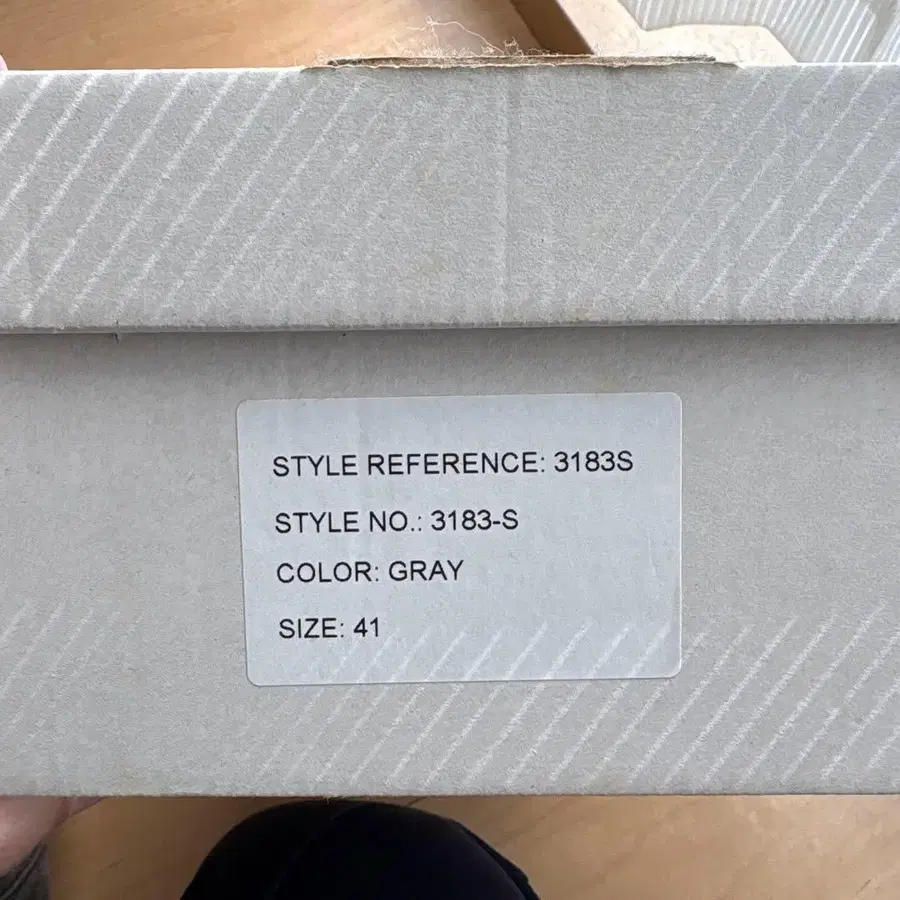 STYLE REFERENCE: 3183S
STYLE NO.: 3183-S
COLOR: GRAY
SIZE: 41